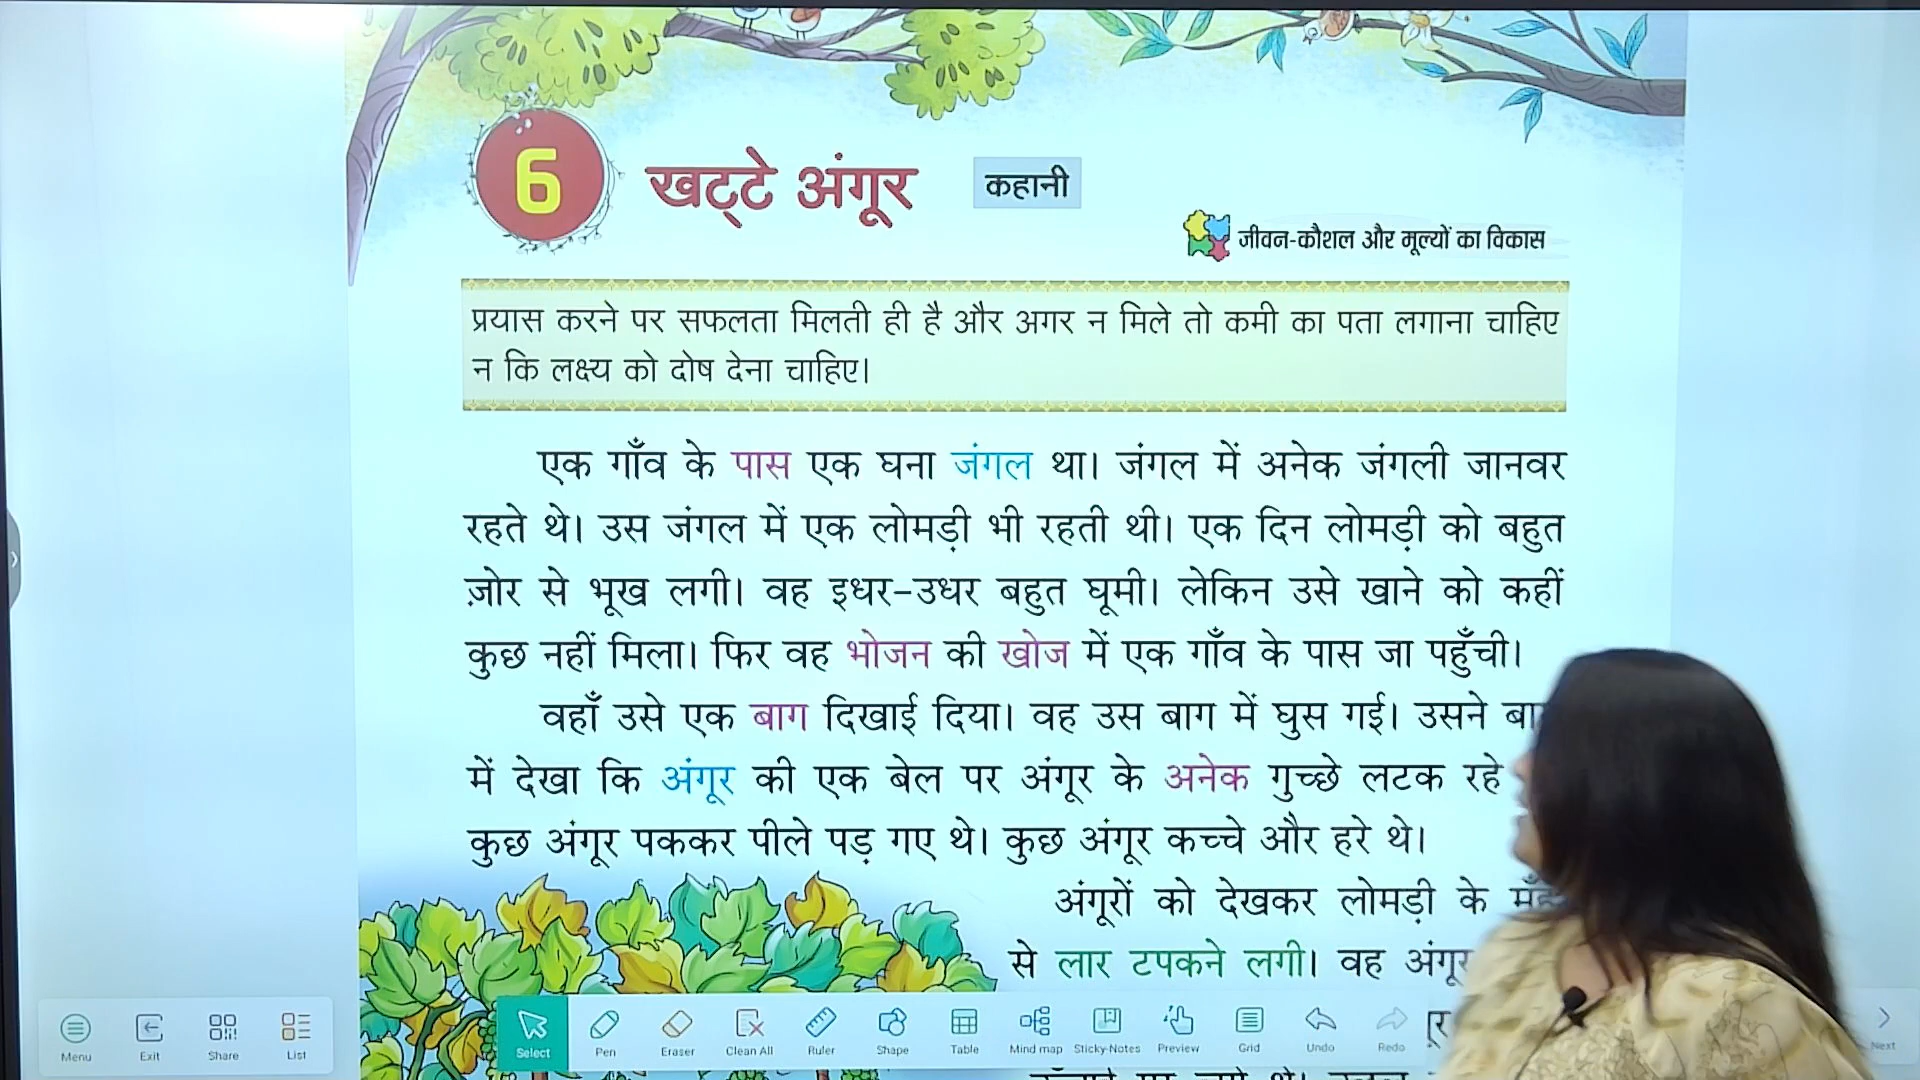 6
खट्टे अंगूर
कहानी
जीवन-कौशल और मूल्यों का विकास
प्रयास करने पर सफलता मिलती ही है और अगर न मिले तो कमी का पता लगाना चाहिए
न कि लक्ष्य को दोष देना चाहिए।
एक गाँव के पास एक घना जंगल था। जंगल में अनेक जंगली जानवर
रहते थे। उस जंगल में एक लोमड़ी भी रहती थी। एक दिन लोमड़ी को बहुत
ज़ोर से भूख लगी। वह इधर-उधर बहुत घूमी। लेकिन उसे खाने को कहीं
कुछ नहीं मिला। फिर वह भोजन की खोज में एक गाँव के पास जा पहुँची।
वहाँ उसे एक बाग दिखाई दिया। वह उस बाग में घुस गई। उसने
में देखा कि अंगूर की एक बेल पर अंगूर के अनेक गुच्छे लटक रहे
कुछ अंगूर पककर पीले पड़ गए थे। कुछ अंगूर कच्चे और हरे थे।
अंगूरों को देखकर लोमड़ी के
से लार टपकने लगी। वह अंगूर
Menu Exit Share List Select Pen Eraser Clean All Ruler Shape Table Mind map Sticky-Notes Preview Grid Undo Redo Next